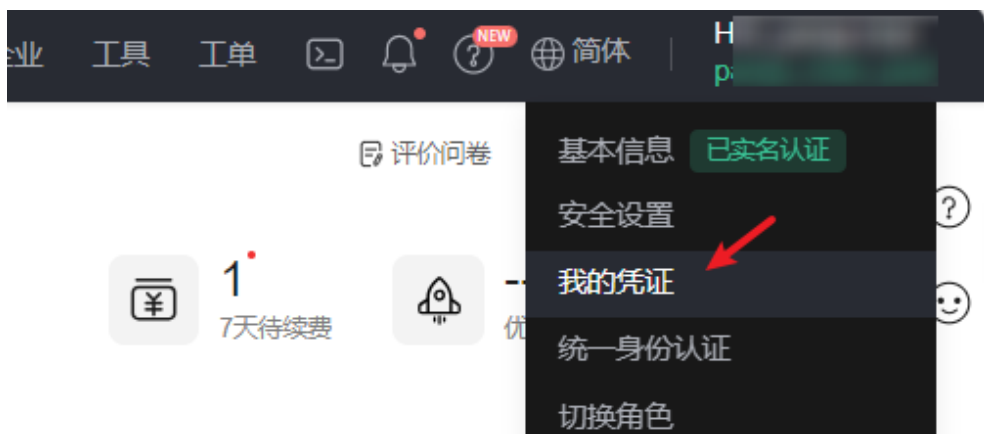 工具 工单 NEW 简体
评价问卷
基本信息 已实名认证
安全设置
1
7天待续费
--
我的凭证
统一身份认证
切换角色